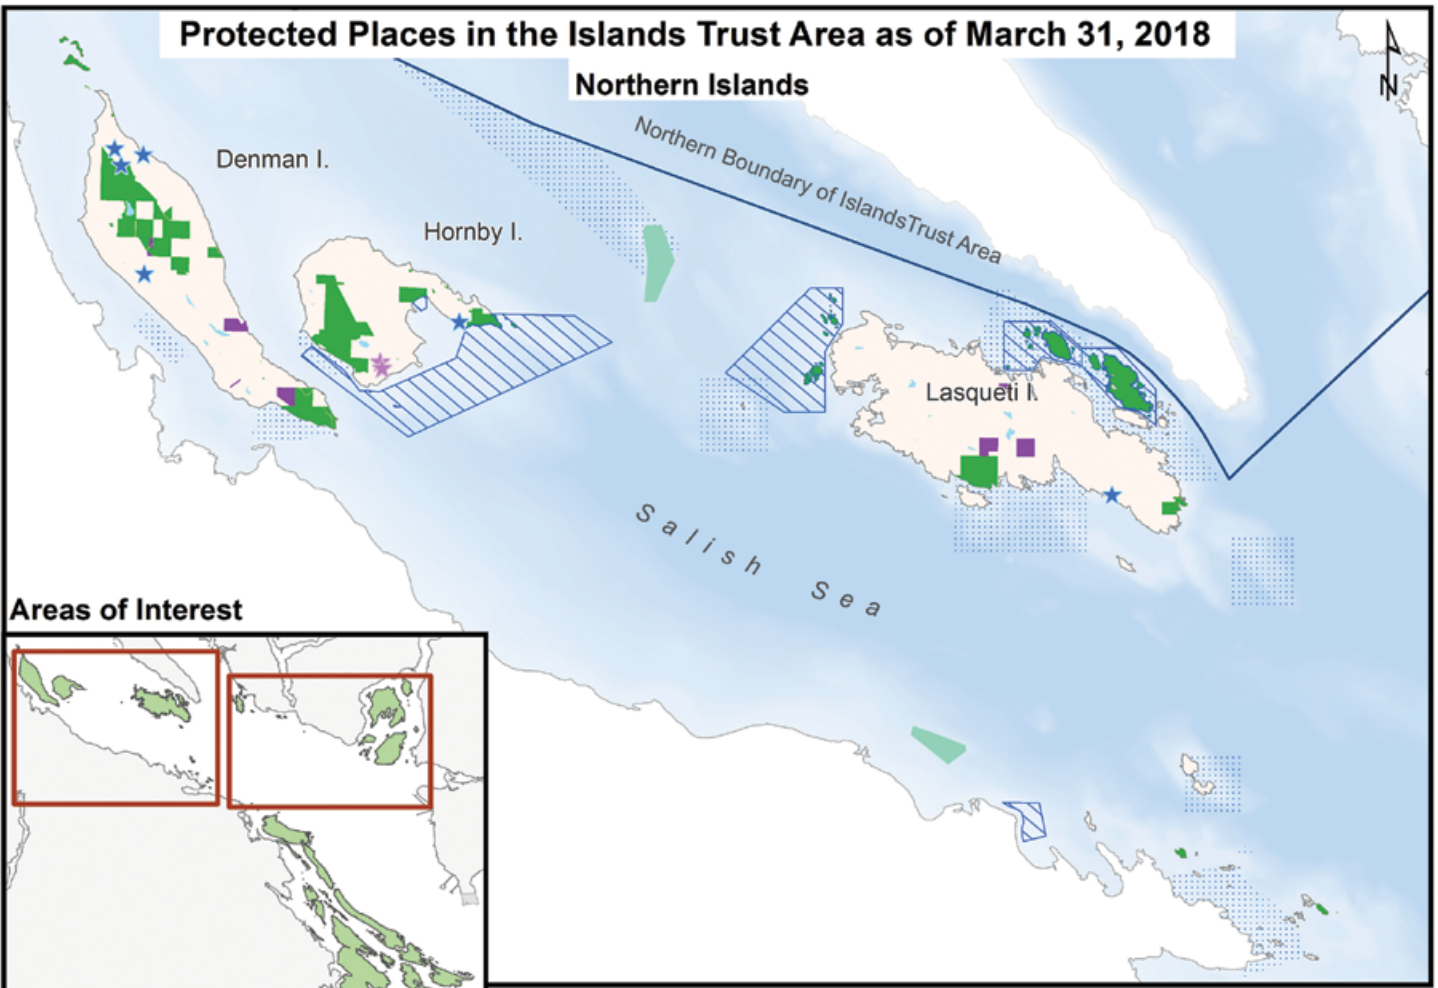 Protected Places in the Islands Trust Area as of March 31, 2018
Northern Islands
N
Northern Boundary of IslandsTrust Area
Denman I.
Hornby I.
Lasqueti I.
Salish Sea
Areas of Interest